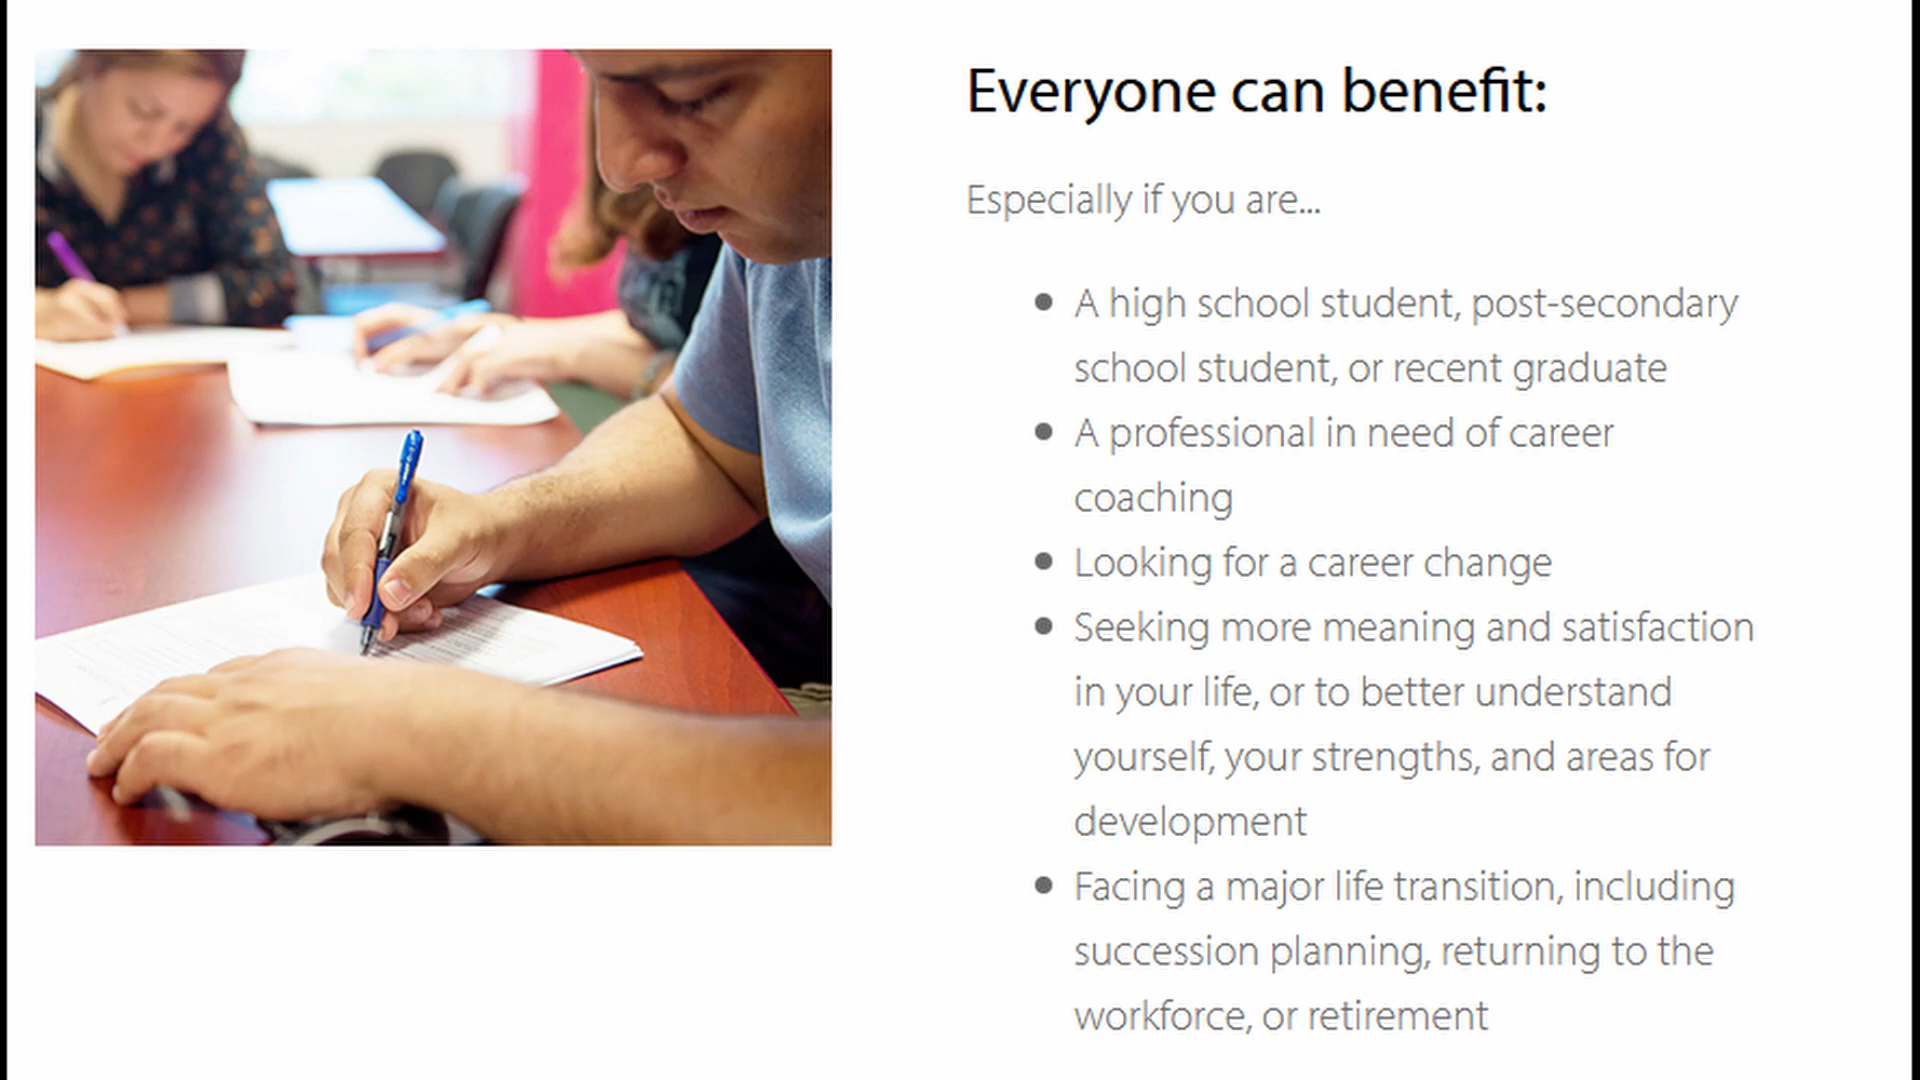 Everyone can benefit:
Especially if you are...
● A high school student, post-secondary
school student, or recent graduate
● A professional in need of career
coaching
● Looking for a career change
● Seeking more meaning and satisfaction
in your life, or to better understand
yourself, your strengths, and areas for
development
● Facing a major life transition, including
succession planning, returning to the
workforce, or retirement